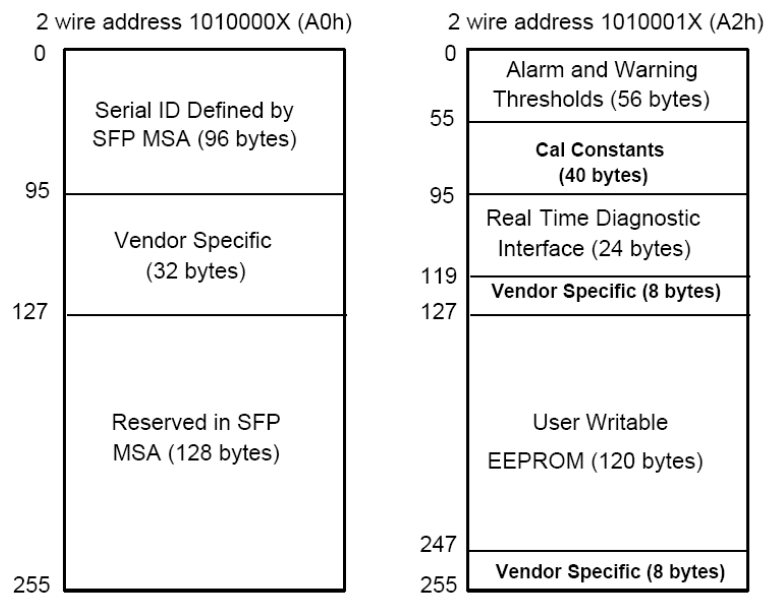 2 wire address 1010000X (A0h)
0
Serial ID Defined by
SFP MSA (96 bytes)
95
Vendor Specific
(32 bytes)
127
Reserved in SFP
MSA (128 bytes)
255
2 wire address 1010001X (A2h)
0
Alarm and Warning
Thresholds (56 bytes)
55
Cal Constants
(40 bytes)
95
Real Time Diagnostic
Interface (24 bytes)
119
Vendor Specific (8 bytes)
127
User Writable
EEPROM (120 bytes)
247
Vendor Specific (8 bytes)
255